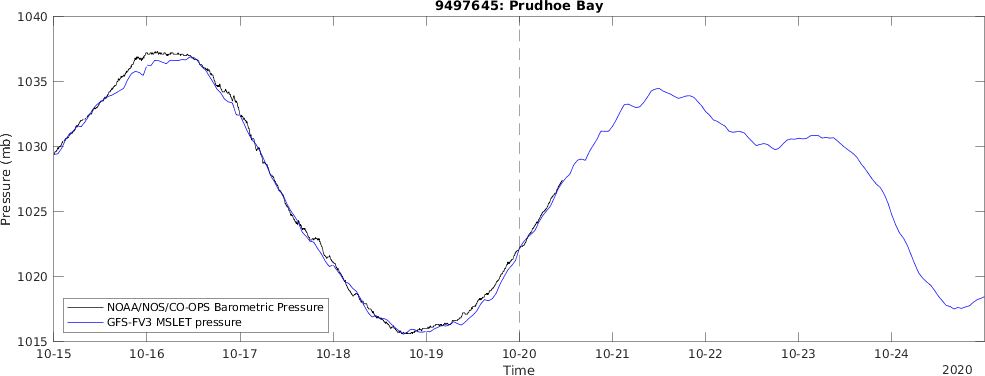 9497645: Prudhoe Bay
1040
1035
1030
1025
1020
1015
Pressure (mb)
NOAA/NOS/CO-OPS Barometric Pressure
GFS-FV3 MSLET pressure
10-15 10-16 10-17 10-18 10-19 10-20 10-21 10-22 10-23 10-24
Time
2020